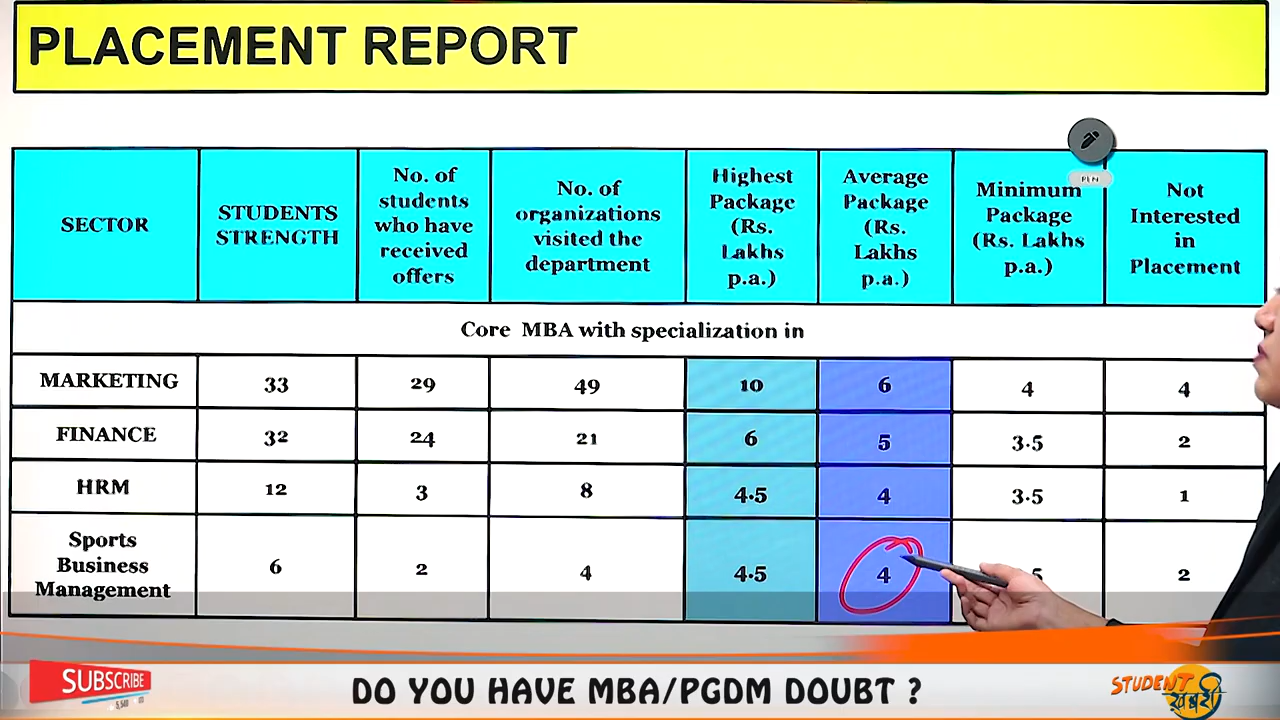 PLACEMENT REPORT
PEN
SECTOR
STUDENTS
STRENGTH
No. of
students
who have
received
offers
No. of
organizations
visited the
department
Highest
Package
(Rs.
Lakhs
p.a.)
Average
Package
(Rs.
Lakhs
p.a.)
Minimum
Package
(Rs. Lakhs
p.a.)
Not
Interested
in
Placement
Core MBA with specialization in
MARKETING 33 29 49 10 6 4 4
FINANCE 32 24 21 6 5 3.5 2
HRM 12 3 8 4.5 4 3.5 1
Sports
Business
Management
6 2 4 4.5 4 5 2
SUBSCRIBE
DO YOU HAVE MBA/PGDM DOUBT ?
STUDENT